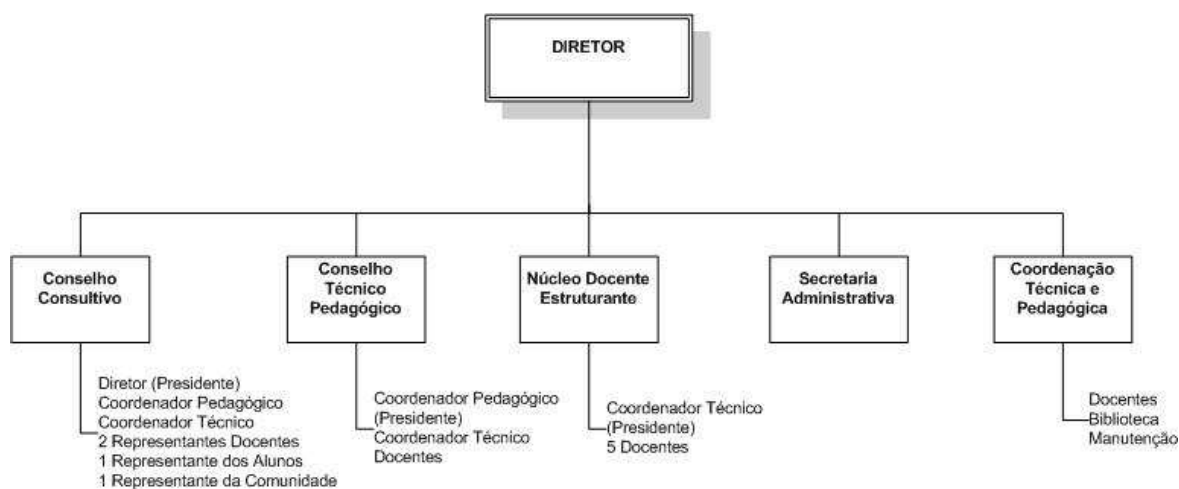 DIRETOR
Conselho
Consultivo
Conselho
Técnico
Pedagógico
Núcleo Docente
Estruturante
Secretaria
Administrativa
Coordenação
Técnica e
Pedagógica
Diretor (Presidente)
Coordenador Pedagógico
Coordenador Técnico
2 Representantes Docentes
1 Representante dos Alunos
1 Representante da Comunidade
Coordenador Pedagógico
(Presidente)
Coordenador Técnico
Docentes
Coordenador Técnico
(Presidente)
5 Docentes
Docentes
Biblioteca
Manutenção